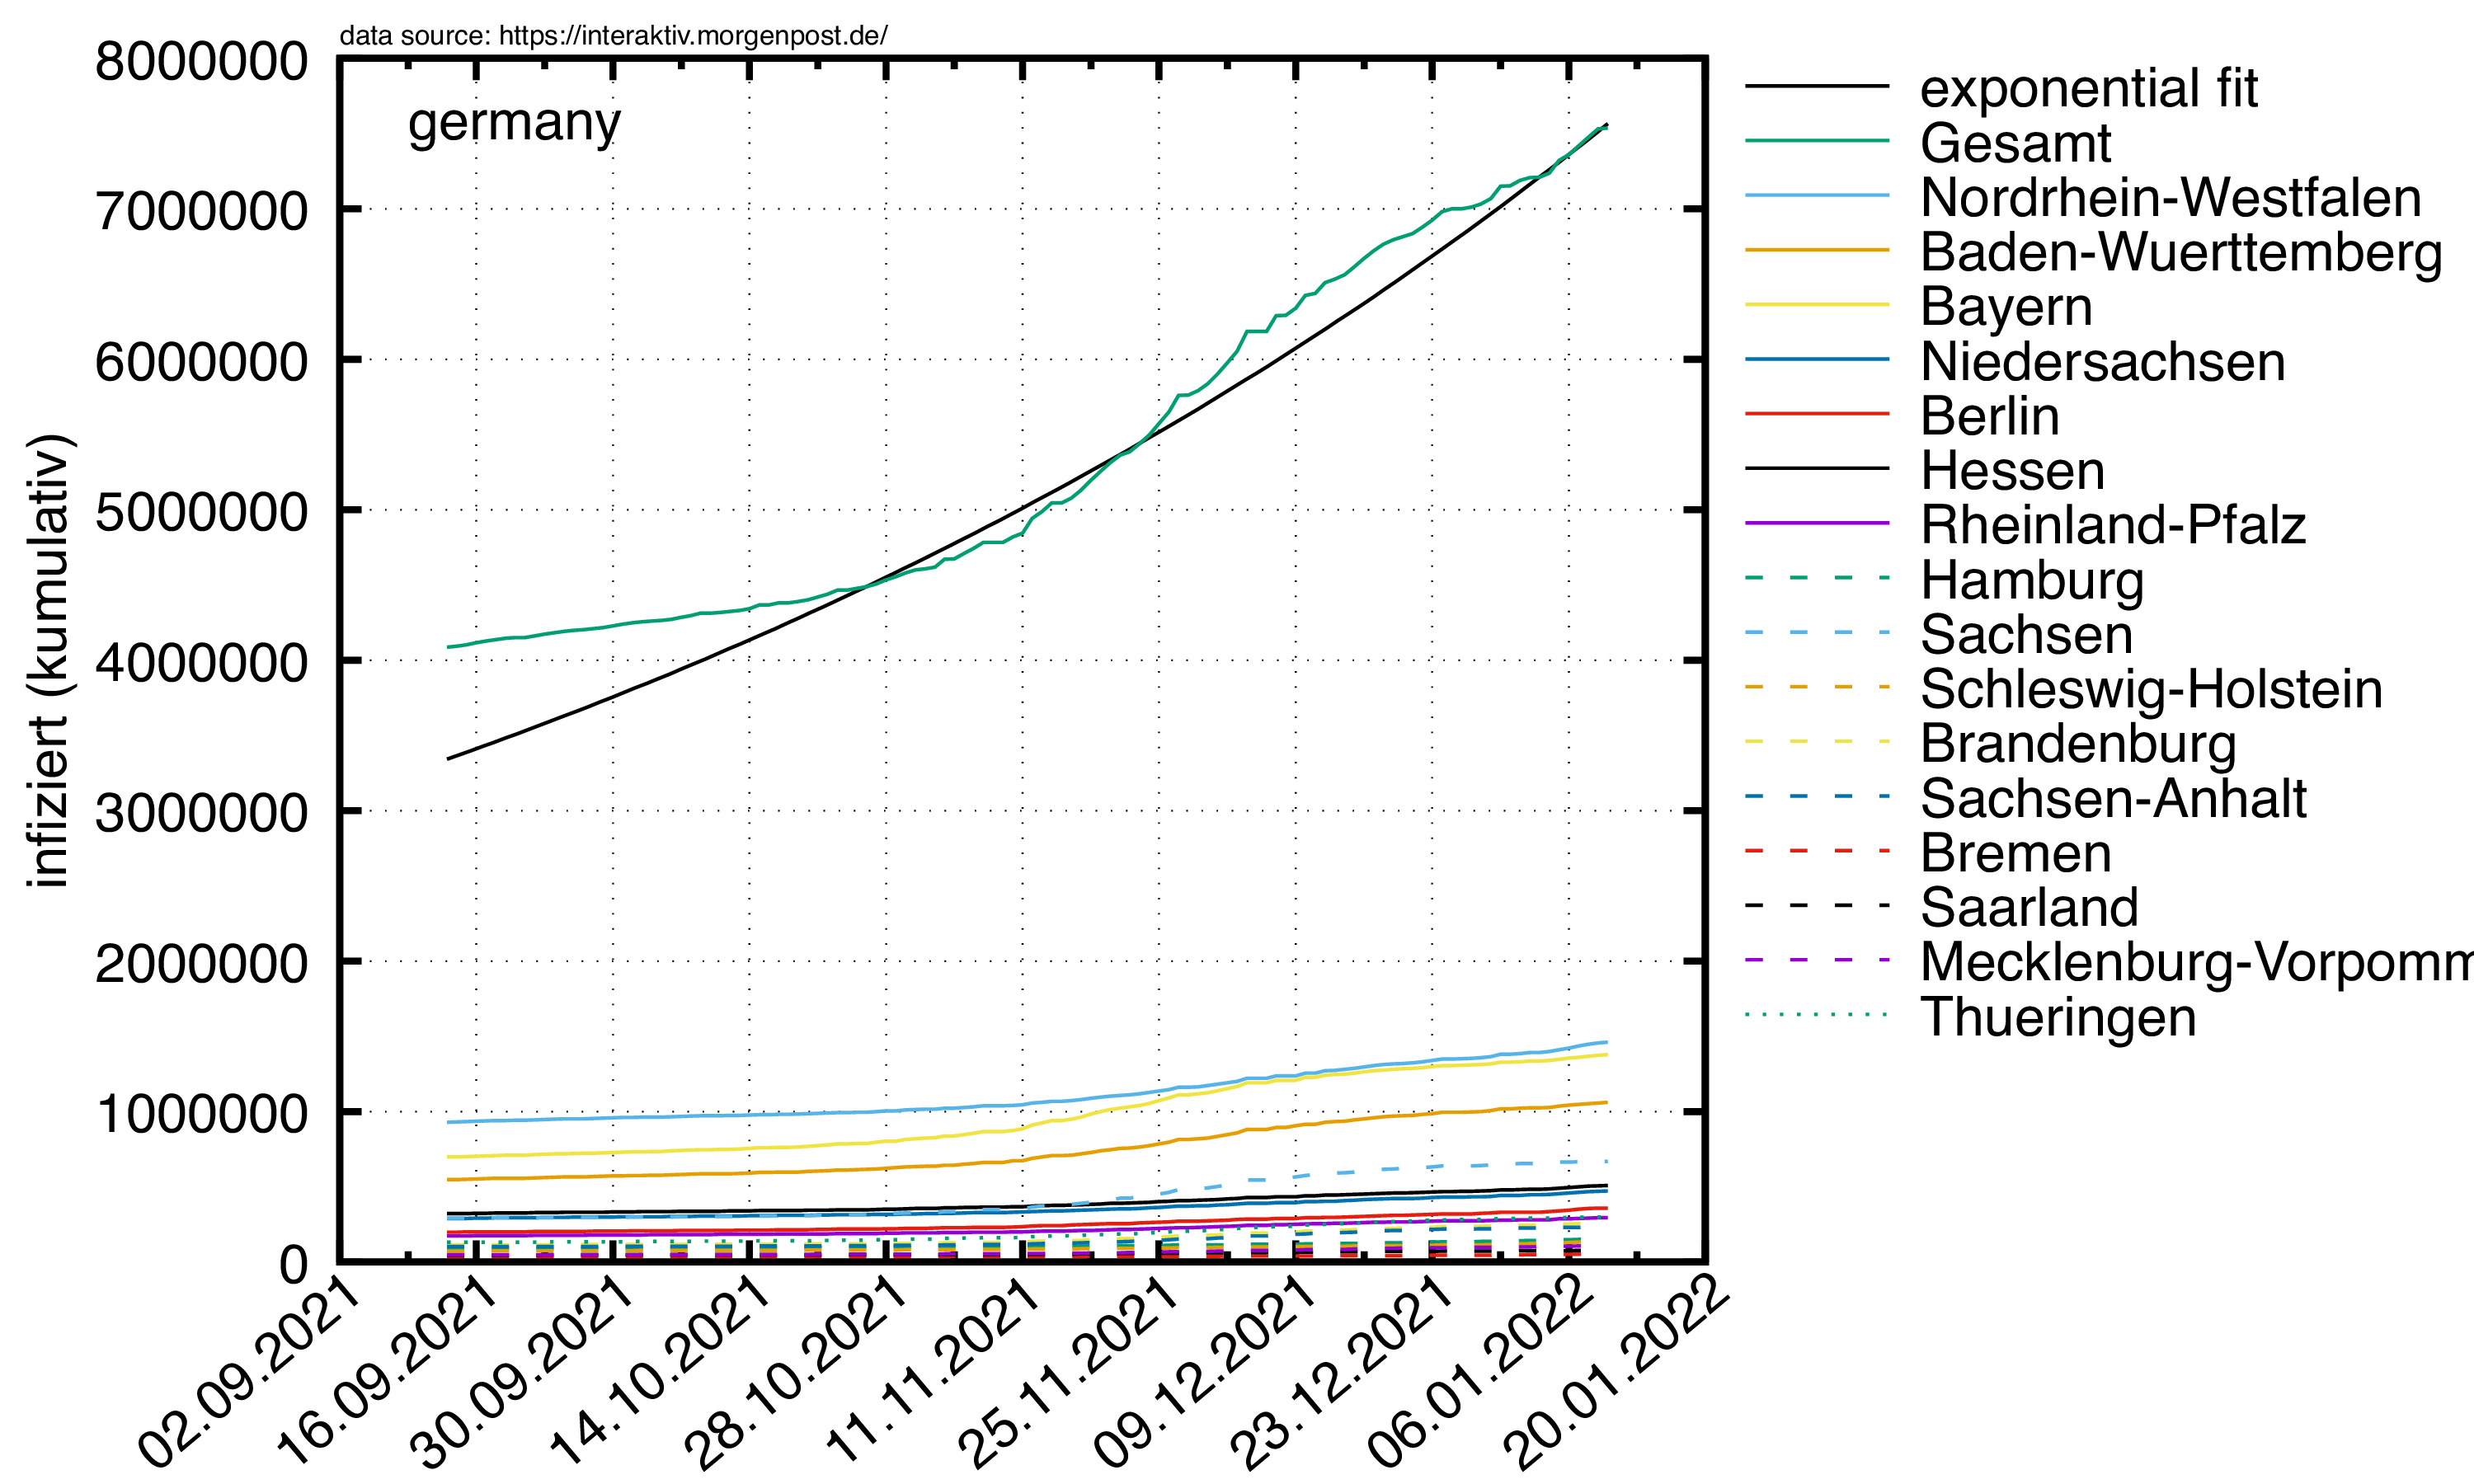 data source: https://interaktiv.morgenpost.de/
germany
infiziert (kumulativ)
8000000
7000000
6000000
5000000
4000000
3000000
2000000
1000000
0
02.09.2021
16.09.2021
30.09.2021
14.10.2021
28.10.2021
11.11.2021
25.11.2021
09.12.2021
23.12.2021
06.01.2022
20.01.2022
exponential fit
Gesamt
Nordrhein-Westfalen
Baden-Wuerttemberg
Bayern
Niedersachsen
Berlin
Hessen
Rheinland-Pfalz
Hamburg
Sachsen
Schleswig-Holstein
Brandenburg
Sachsen-Anhalt
Bremen
Saarland
Mecklenburg-Vorpomm
Thueringen